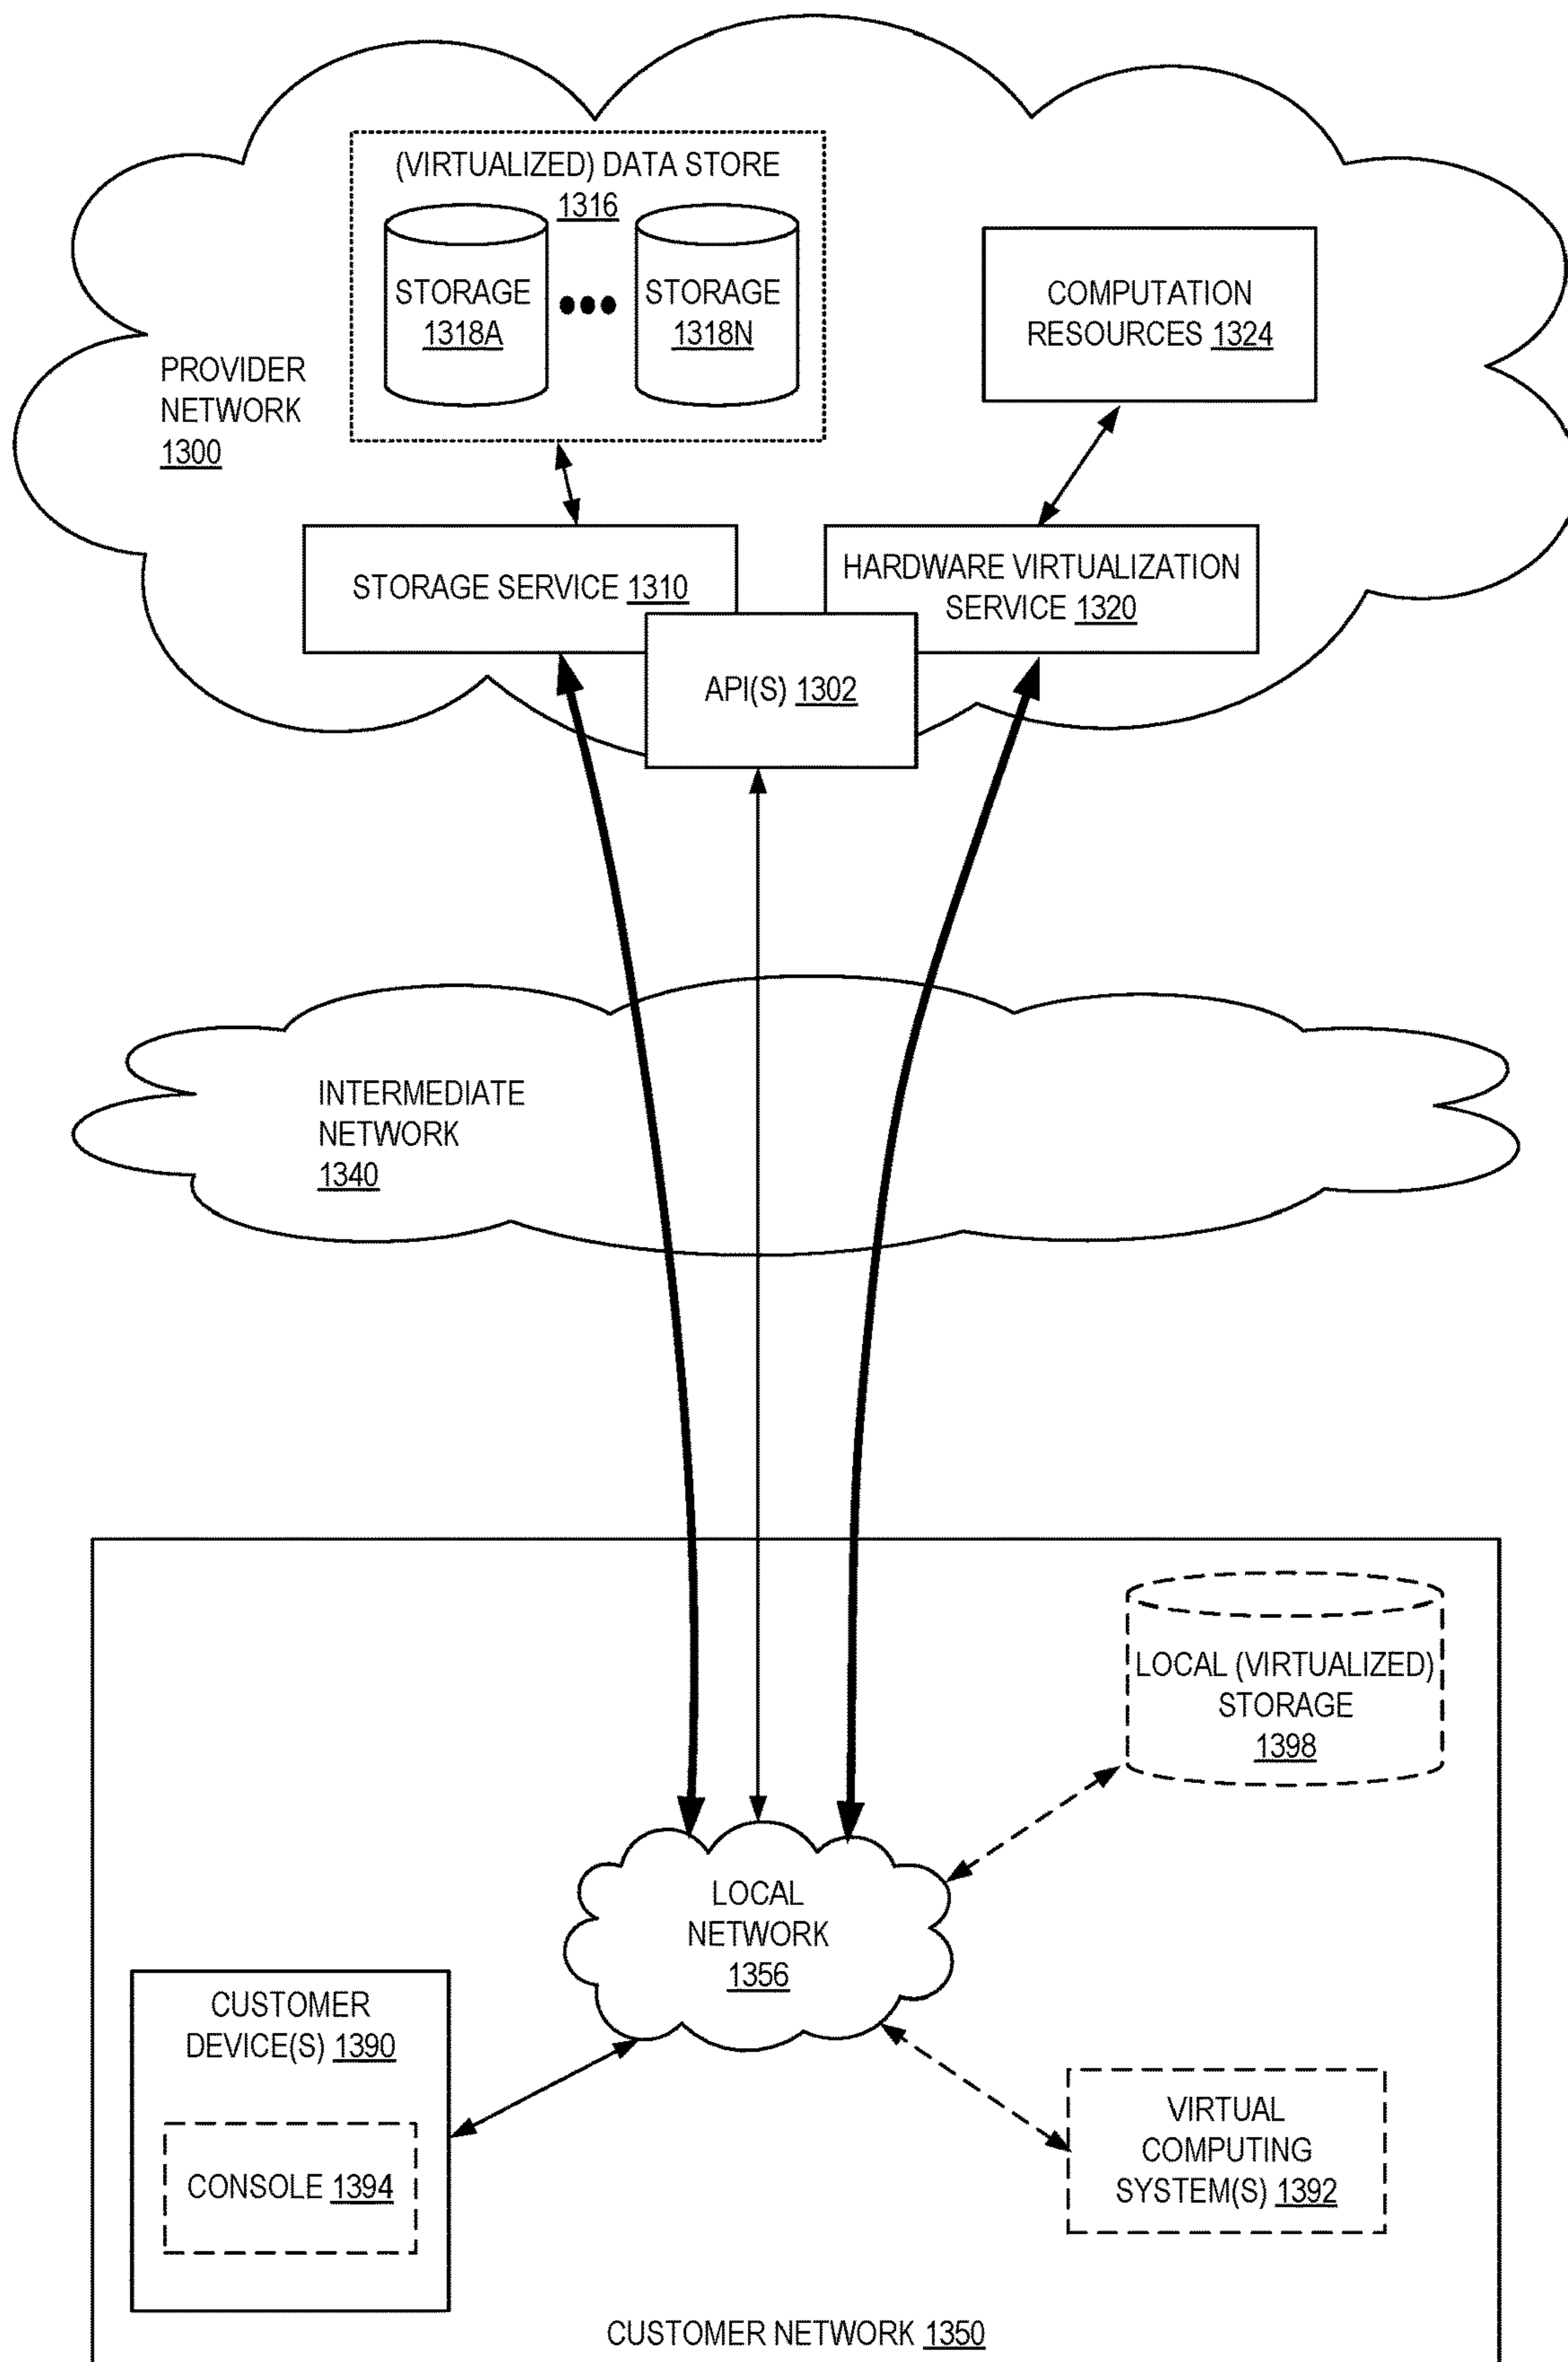 (VIRTUALIZED) DATA STORE
1316
STORAGE
1318A
STORAGE
1318N
COMPUTATION
RESOURCES 1324
PROVIDER
NETWORK
1300
STORAGE SERVICE 1310
HARDWARE VIRTUALIZATION
SERVICE 1320
API(S) 1302
INTERMEDIATE
NETWORK
1340
LOCAL (VIRTUALIZED)
STORAGE
1398
LOCAL
NETWORK
1356
CUSTOMER
DEVICE(S) 1390
CONSOLE 1394
VIRTUAL
COMPUTING
SYSTEM(S) 1392
CUSTOMER NETWORK 1350